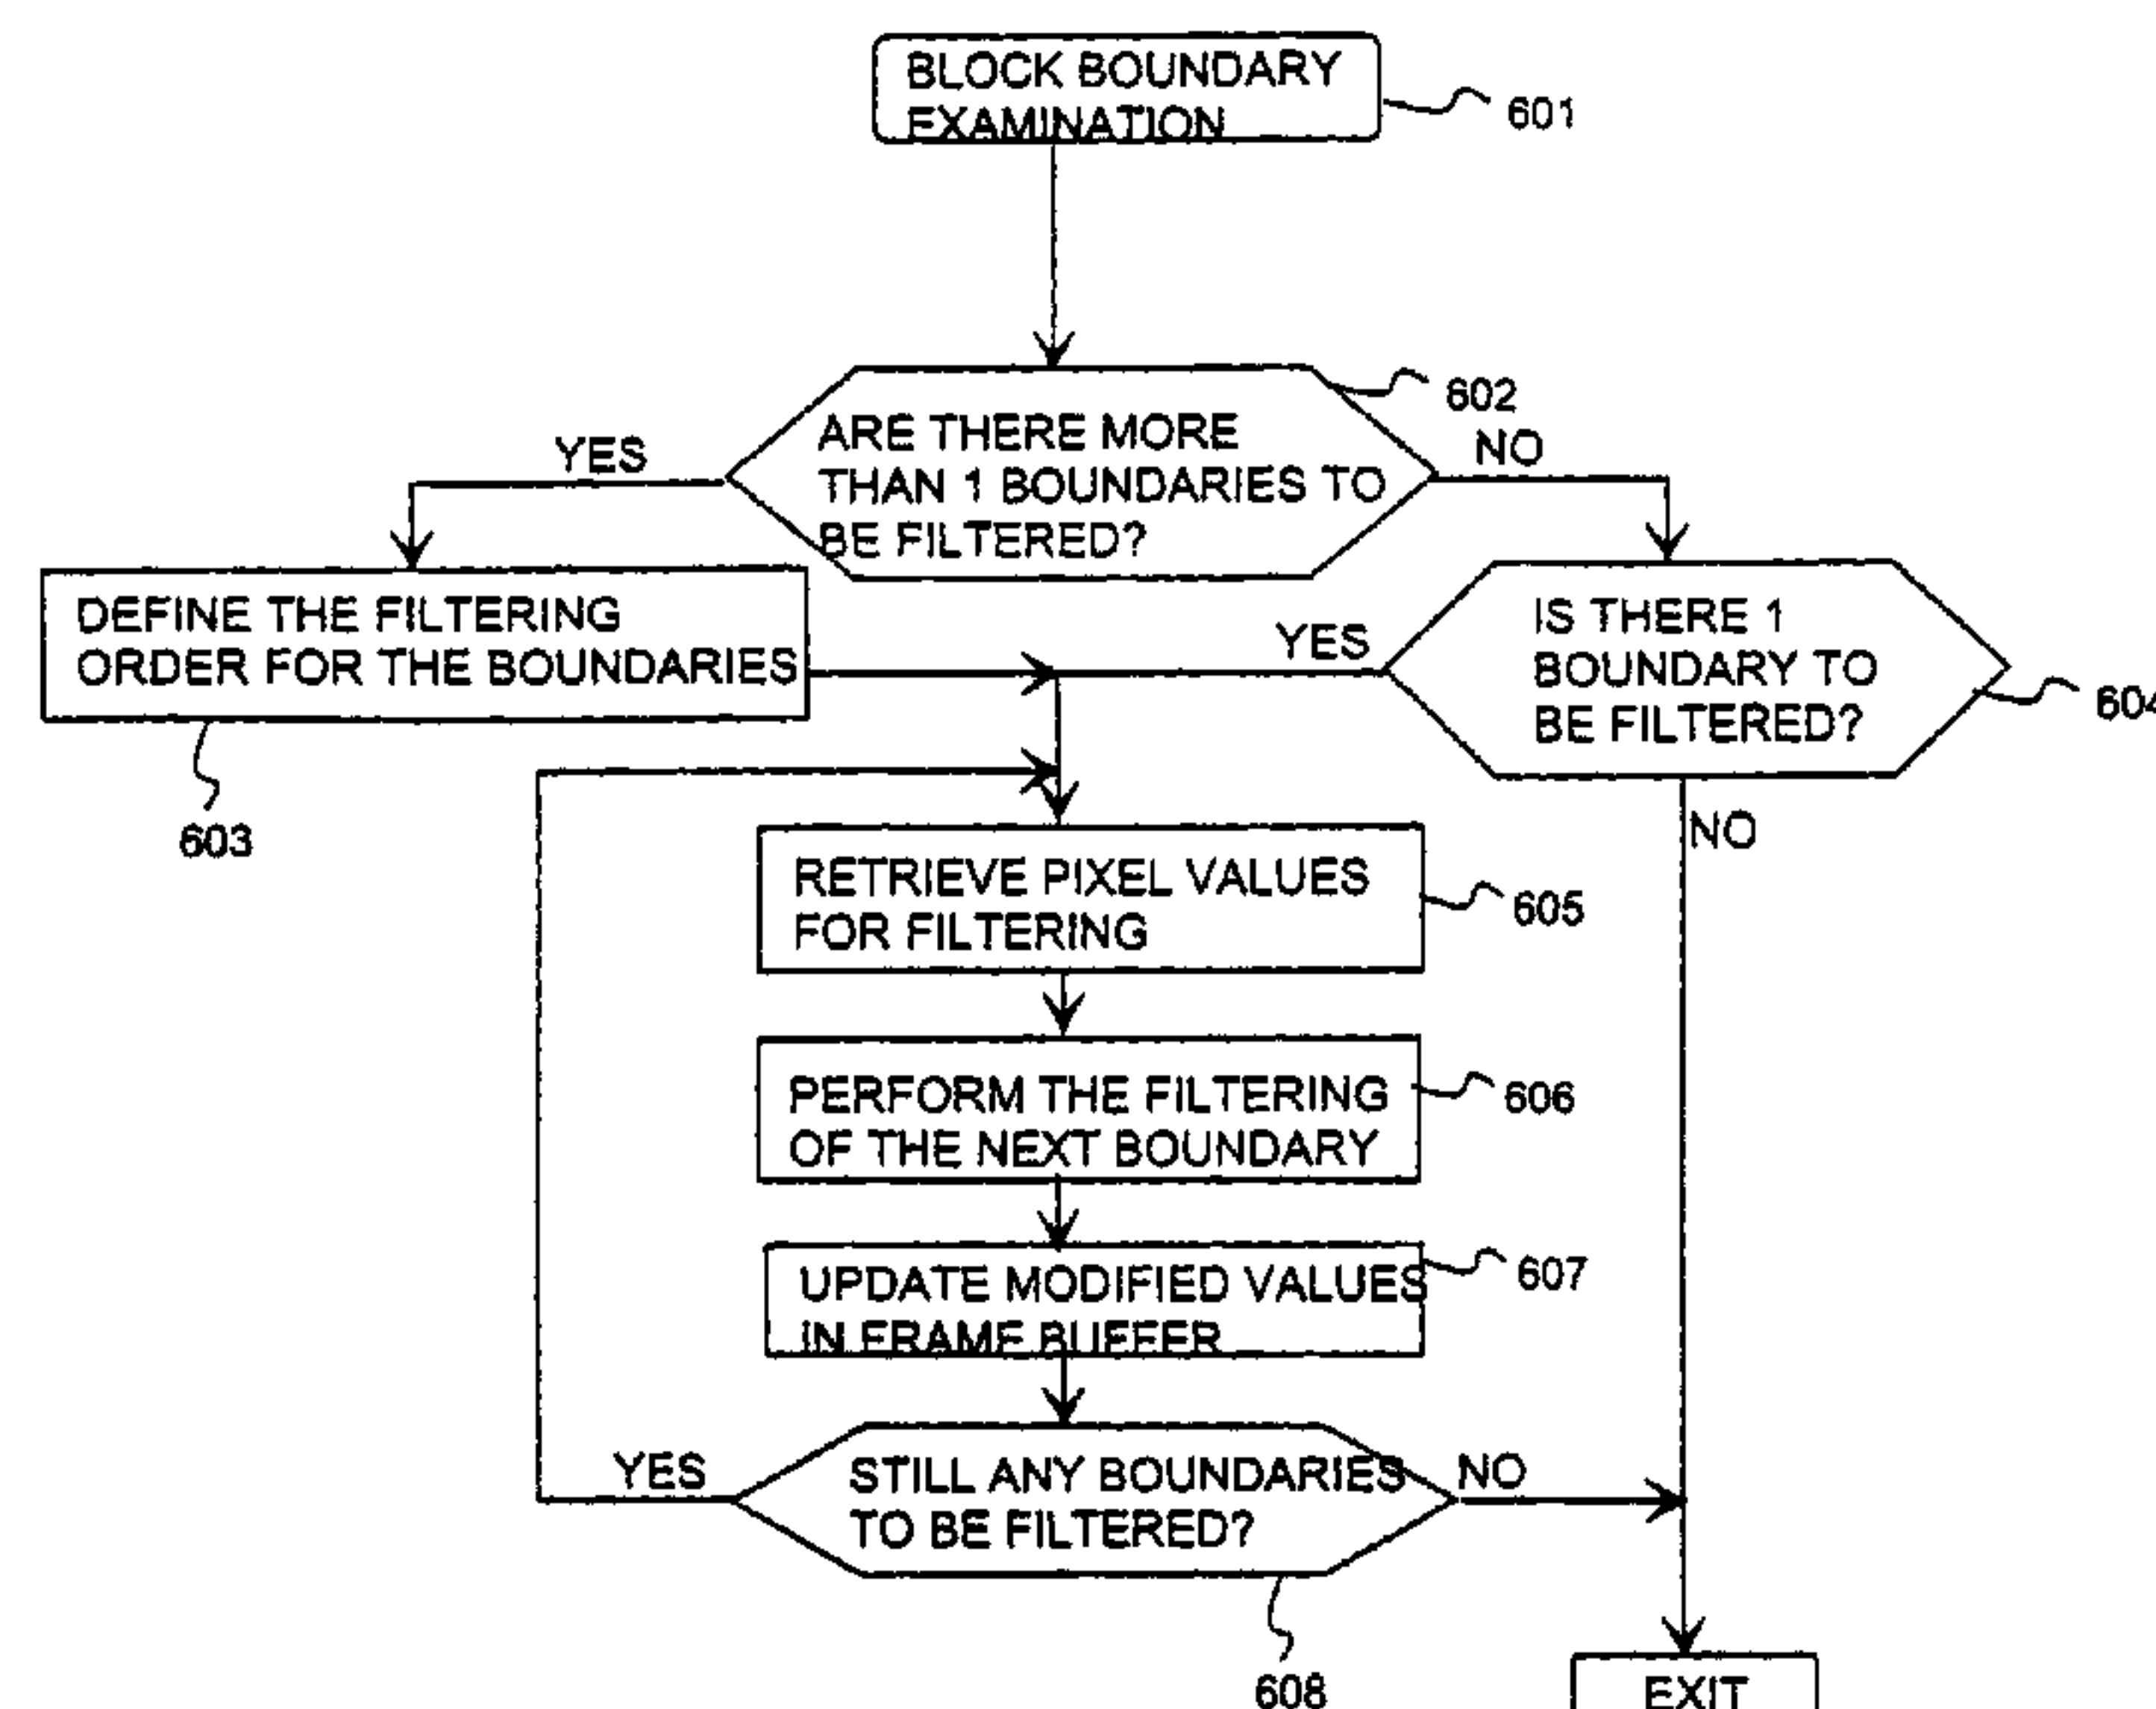 BLOCK BOUNDARY
EXAMINATION
601
602
ARE THERE MORE
THAN 1 BOUNDARIES TO
BE FILTERED?
YES
NO
DEFINE THE FILTERING
ORDER FOR THE BOUNDARIES
603
IS THERE 1
BOUNDARY TO
BE FILTERED?
YES
604
NO
RETRIEVE PIXEL VALUES
FOR FILTERING
605
PERFORM THE FILTERING
OF THE NEXT BOUNDARY
606
UPDATE MODIFIED VALUES
IN FRAME BUFFER
607
YES
STILL ANY BOUNDARIES
TO BE FILTERED?
NO
608
EXIT